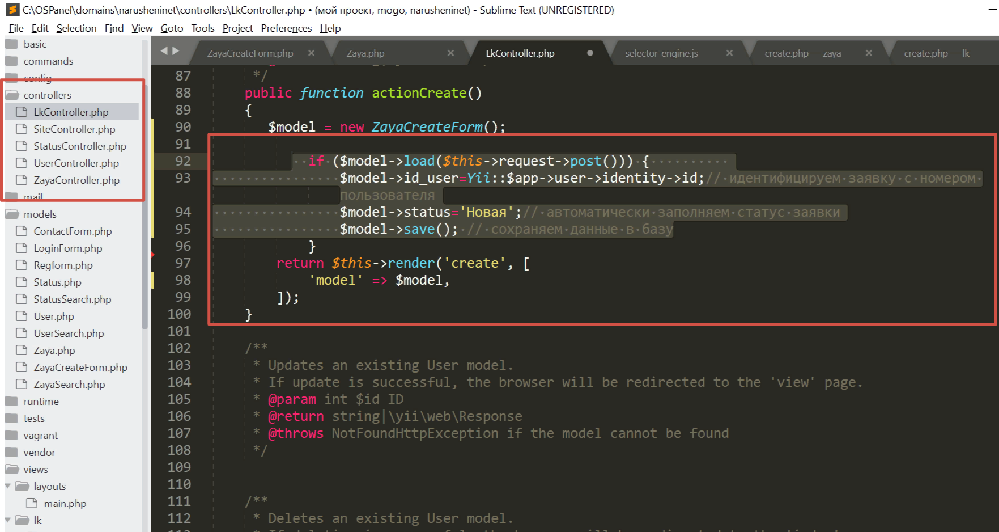 C:\OSPanel\domains\narusheninet\controllers\LkController.php • (мой проект, mogo, narusheninet) - Sublime Text (UNREGISTERED)
File Edit Selection Find View Goto Tools Project Preferences Help
basic
commands
config
controllers
LkController.php
SiteController.php
StatusController.php
UserController.php
ZayaController.php
mail
models
ContactForm.php
LoginForm.php
Regform.php
Status.php
StatusSearch.php
User.php
UserSearch.php
Zaya.php
ZayaCreateForm.php
ZayaSearch.php
runtime
tests
vagrant
vendor
views
layouts
main.php
lk
ZayaCreateForm.php × Zaya.php × LkController.php • selector-engine.js × create.php — zaya × create.php — lk
87 */
88 public function actionCreate()
89 {
90 $model = new ZayaCreateForm();
91
92 if ($model->load($this->request->post())) {
93 $model->id_user=Yii::$app->user->identity->id;// идентифицируем заявку с номером
пользователя
94 $model->status='Новая';// автоматически заполняем статус заявки
95 $model->save(); // сохраняем данные в базу
96 }
97 return $this->render('create', [
98 'model' => $model,
99 ]);
100 }
101
102 /**
103 * Updates an existing User model.
104 * If update is successful, the browser will be redirected to the 'view' page.
105 * @param int $id ID
106 * @return string|\yii\web\Response
107 * @throws NotFoundHttpException if the model cannot be found
108 */
109
110
111 /**
112 * Deletes an existing User model.